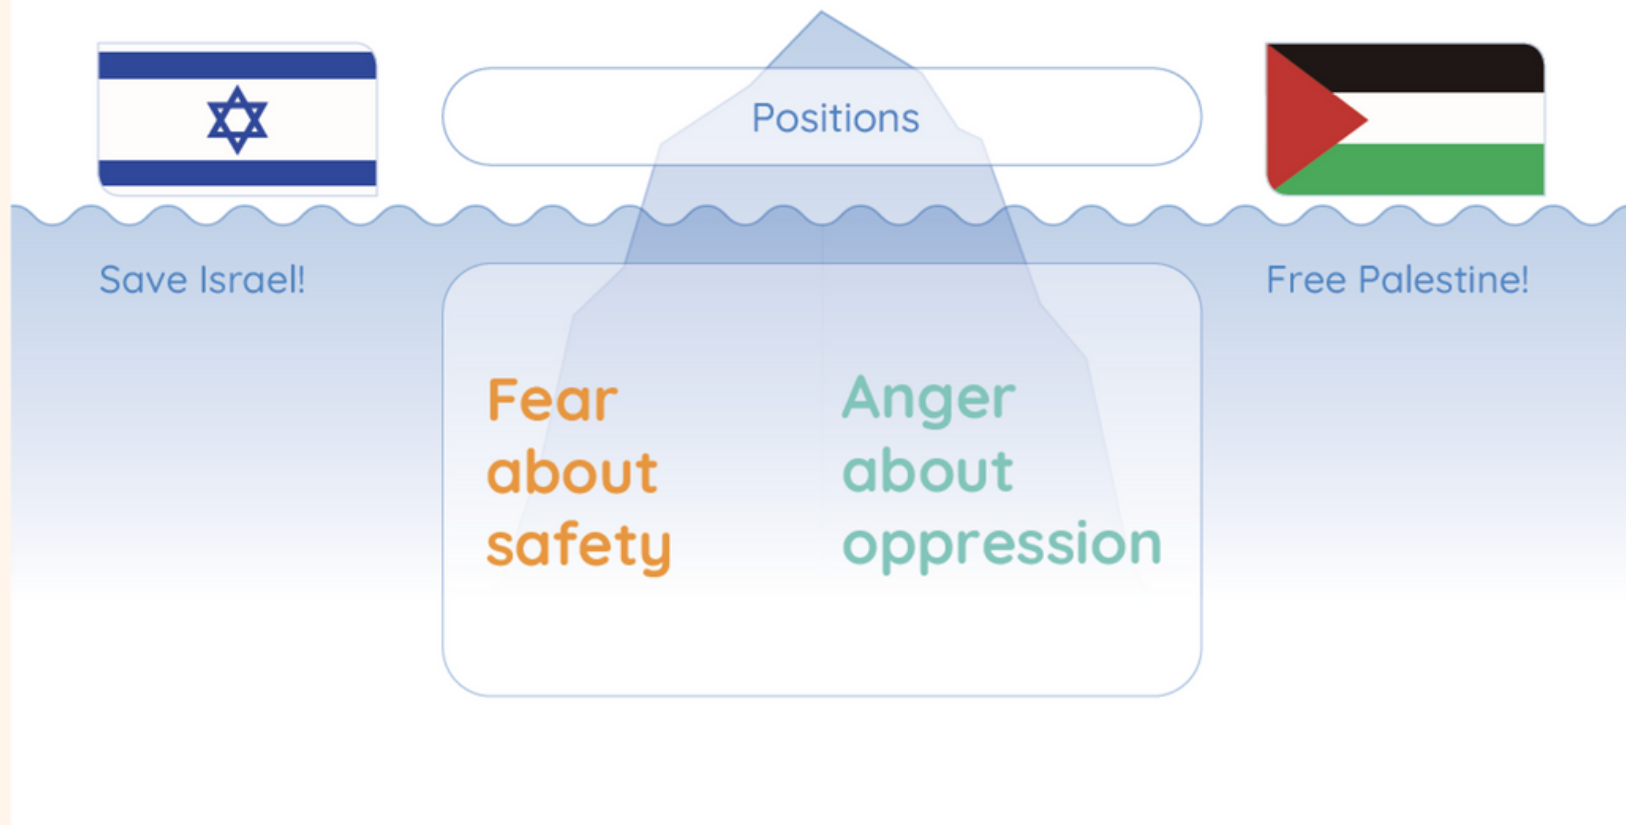 Positions
Save Israel!
Free Palestine!
Fear
about
safety
Anger
about
oppression